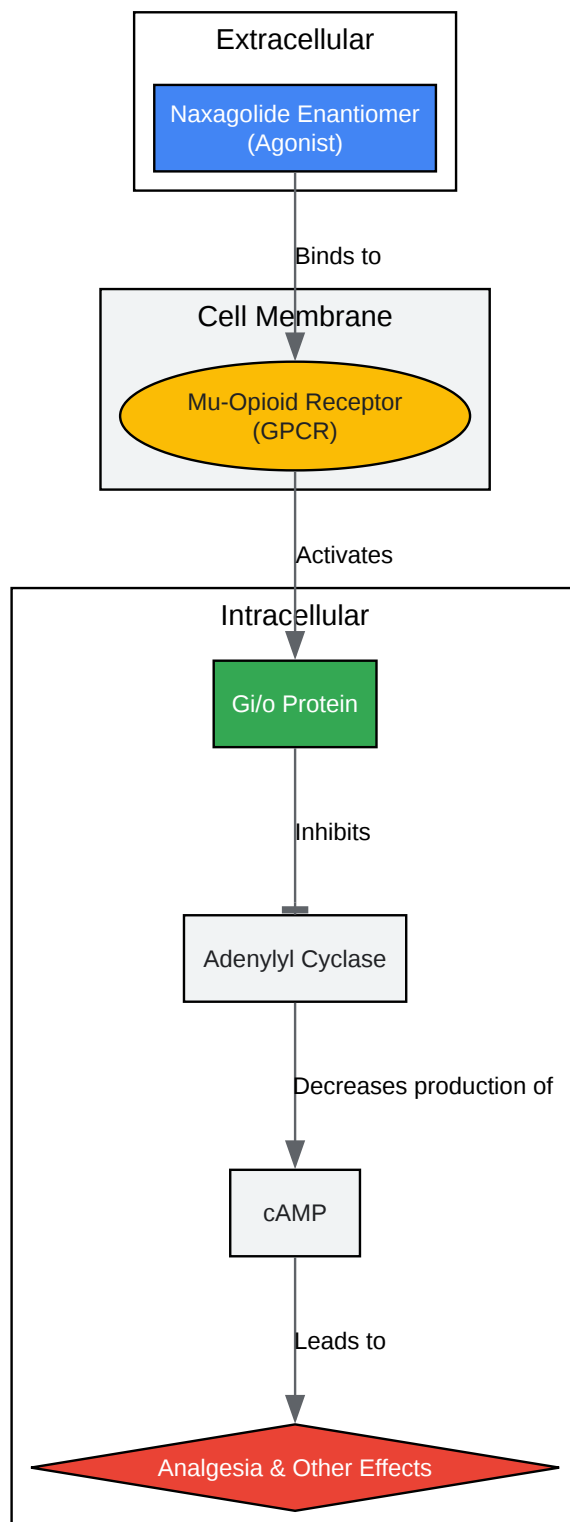 Extracellular
Naxagolide Enantiomer
(Agonist)
Binds to
Cell Membrane
Mu-Opioid Receptor
(GPCR)
Activates
Intracellular
Gi/o Protein
Inhibits
Adenylyl Cyclase
Decreases production of
cAMP
Leads to
Analgesia & Other Effects